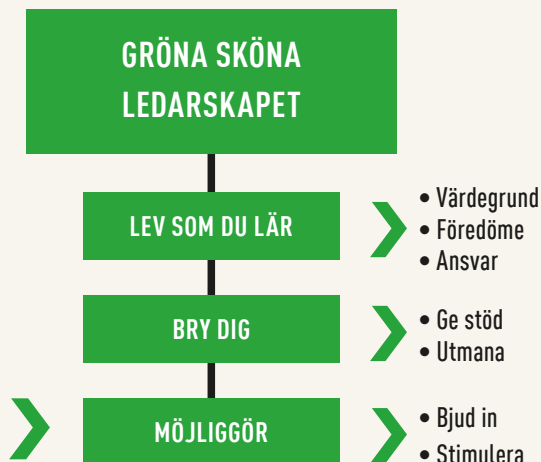 GRÖNA SKÖNA
LEDARSKAPET
LEV SOM DU LÄR
• Värdegrund
• Föredöme
• Ansvar
BRY DIG
• Ge stöd
• Utmana
MÖJLIGGÖR
• Bjud in
• Stimulera